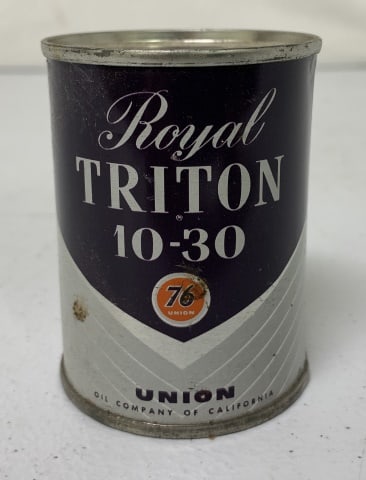 Royal
TRITON
®
10-30
76
UNION
UNION
OIL COMPANY OF CALIFORNIA